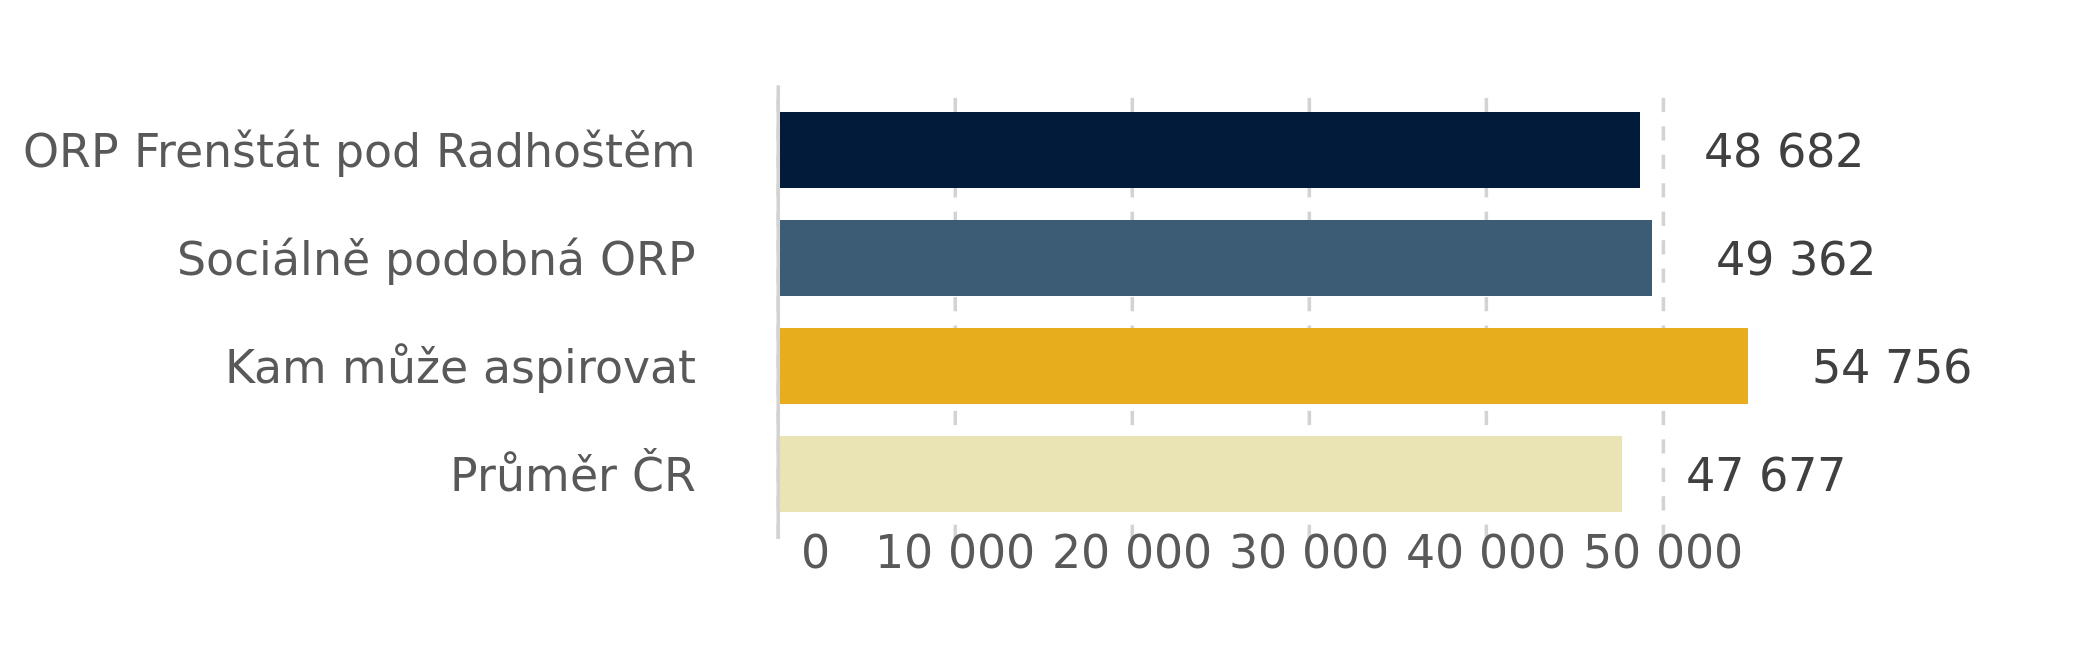 ORP Frenštát pod Radhoštěm 48 682
Sociálně podobná ORP 49 362
Kam může aspirovat 54 756
Průměr ČR 47 677
0 10 000 20 000 30 000 40 000 50 000